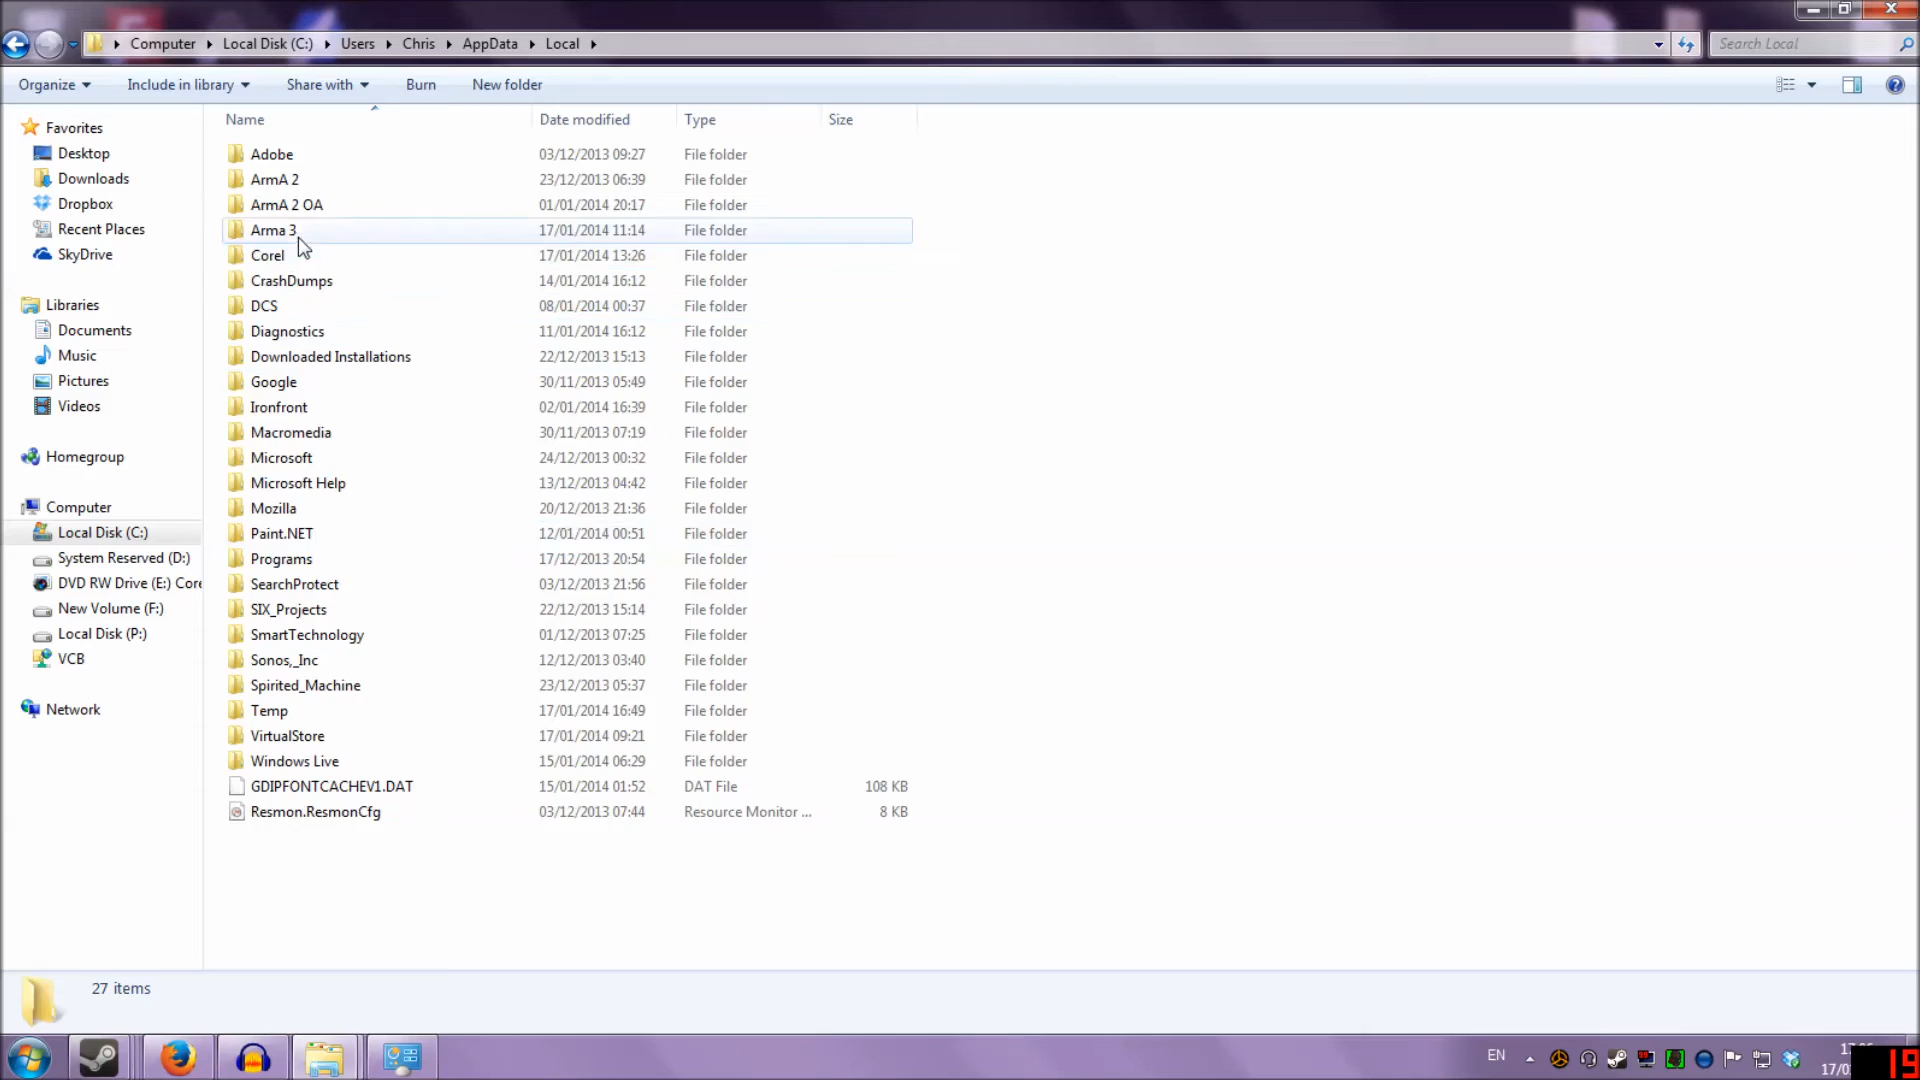 Computer Local Disk (C:) Users Chris AppData Local
Search Local
Organize Include in library Share with Burn New folder
Name Date modified Type Size
Favorites
Desktop
Downloads
Dropbox
Recent Places
SkyDrive
Libraries
Documents
Music
Pictures
Videos
Homegroup
Computer
Local Disk (C:)
System Reserved (D:)
DVD RW Drive (E:) Core
New Volume (F:)
Local Disk (P:)
VCB
Network
Adobe 03/12/2013 09:27 File folder
ArmA 2 23/12/2013 06:39 File folder
ArmA 2 OA 01/01/2014 20:17 File folder
Arma 3 17/01/2014 11:14 File folder
Corel 17/01/2014 13:26 File folder
CrashDumps 14/01/2014 16:12 File folder
DCS 08/01/2014 00:37 File folder
Diagnostics 11/01/2014 16:12 File folder
Downloaded Installations 22/12/2013 15:13 File folder
Google 30/11/2013 05:49 File folder
Ironfront 02/01/2014 16:39 File folder
Macromedia 30/11/2013 07:19 File folder
Microsoft 24/12/2013 00:32 File folder
Microsoft Help 13/12/2013 04:42 File folder
Mozilla 20/12/2013 21:36 File folder
Paint.NET 12/01/2014 00:51 File folder
Programs 17/12/2013 20:54 File folder
SearchProtect 03/12/2013 21:56 File folder
SIX_Projects 22/12/2013 15:14 File folder
SmartTechnology 01/12/2013 07:25 File folder
Sonos,_Inc 12/12/2013 03:40 File folder
Spirited_Machine 23/12/2013 05:37 File folder
Temp 17/01/2014 16:49 File folder
VirtualStore 17/01/2014 09:21 File folder
Windows Live 15/01/2014 06:29 File folder
GDIPFONTCACHEV1.DAT 15/01/2014 01:52 DAT File 108 KB
Resmon.ResmonCfg 03/12/2013 07:44 Resource Monitor ... 8 KB
27 items
EN
19